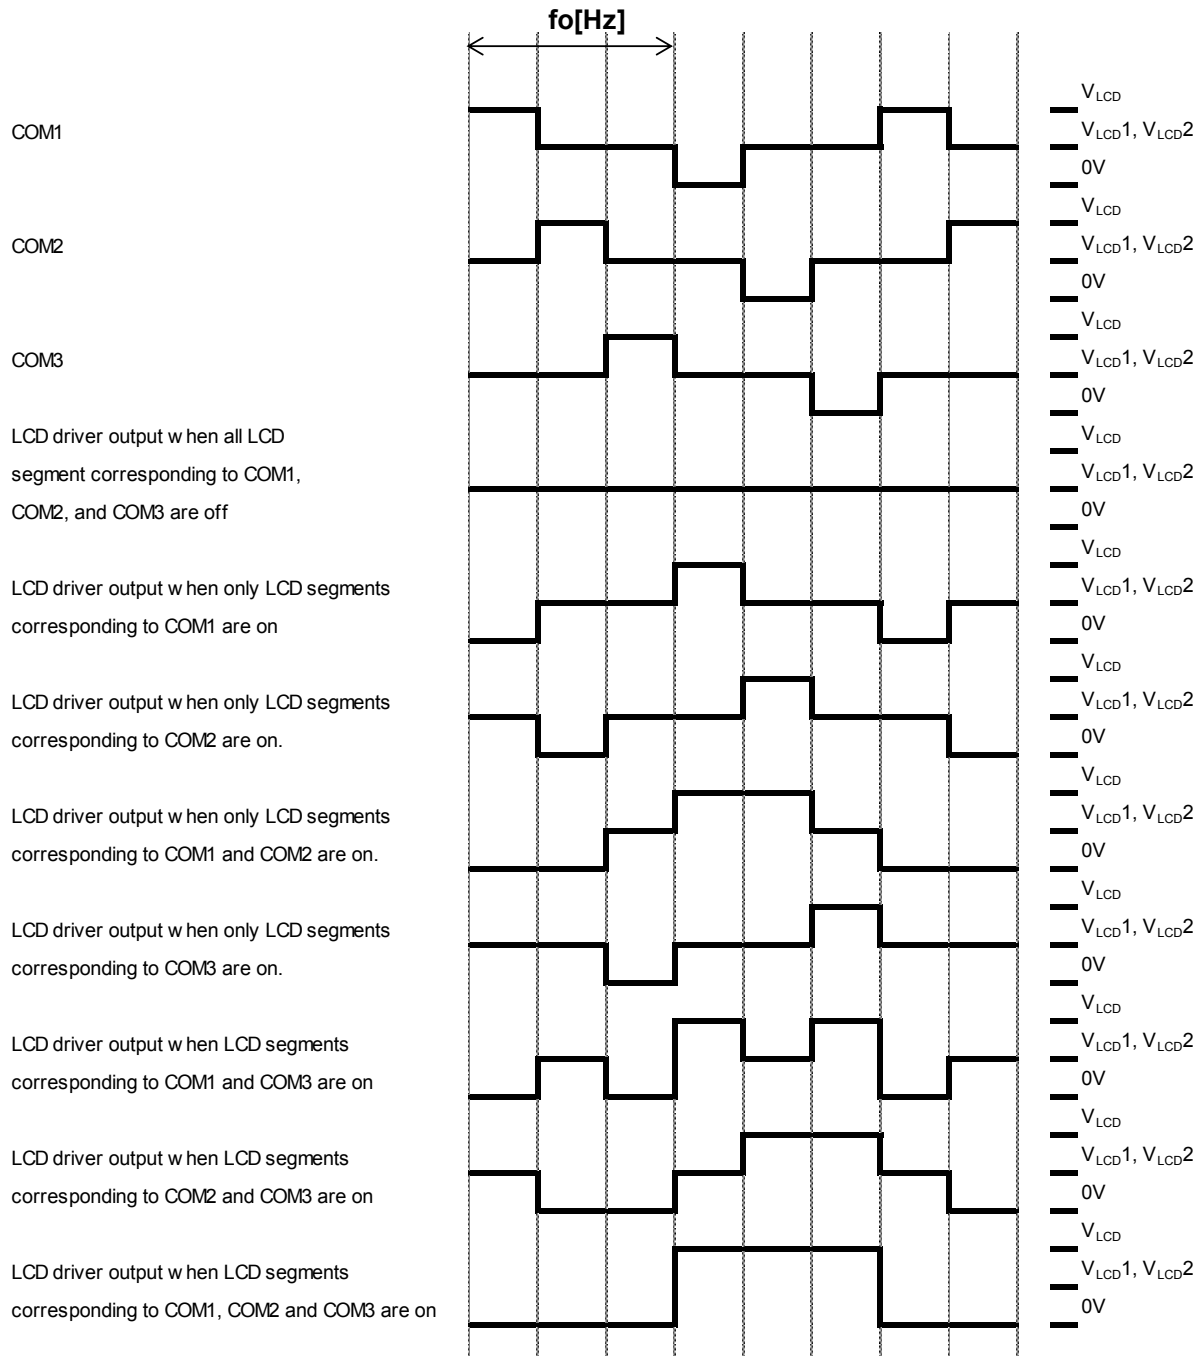 fo[Hz]
COM1
VLCD
VLCD1, VLCD2
0V
COM2
VLCD
VLCD1, VLCD2
0V
COM3
VLCD
VLCD1, VLCD2
0V
LCD driver output w hen all LCD
segment corresponding to COM1,
COM2, and COM3 are off
VLCD
VLCD1, VLCD2
0V
LCD driver output w hen only LCD segments
corresponding to COM1 are on
VLCD
VLCD1, VLCD2
0V
LCD driver output w hen only LCD segments
corresponding to COM2 are on.
VLCD
VLCD1, VLCD2
0V
LCD driver output w hen only LCD segments
corresponding to COM1 and COM2 are on.
VLCD
VLCD1, VLCD2
0V
LCD driver output w hen only LCD segments
corresponding to COM3 are on.
VLCD
VLCD1, VLCD2
0V
LCD driver output w hen LCD segments
corresponding to COM1 and COM3 are on
VLCD
VLCD1, VLCD2
0V
LCD driver output w hen LCD segments
corresponding to COM2 and COM3 are on
VLCD
VLCD1, VLCD2
0V
LCD driver output w hen LCD segments
corresponding to COM1, COM2 and COM3 are on
VLCD
VLCD1, VLCD2
0V